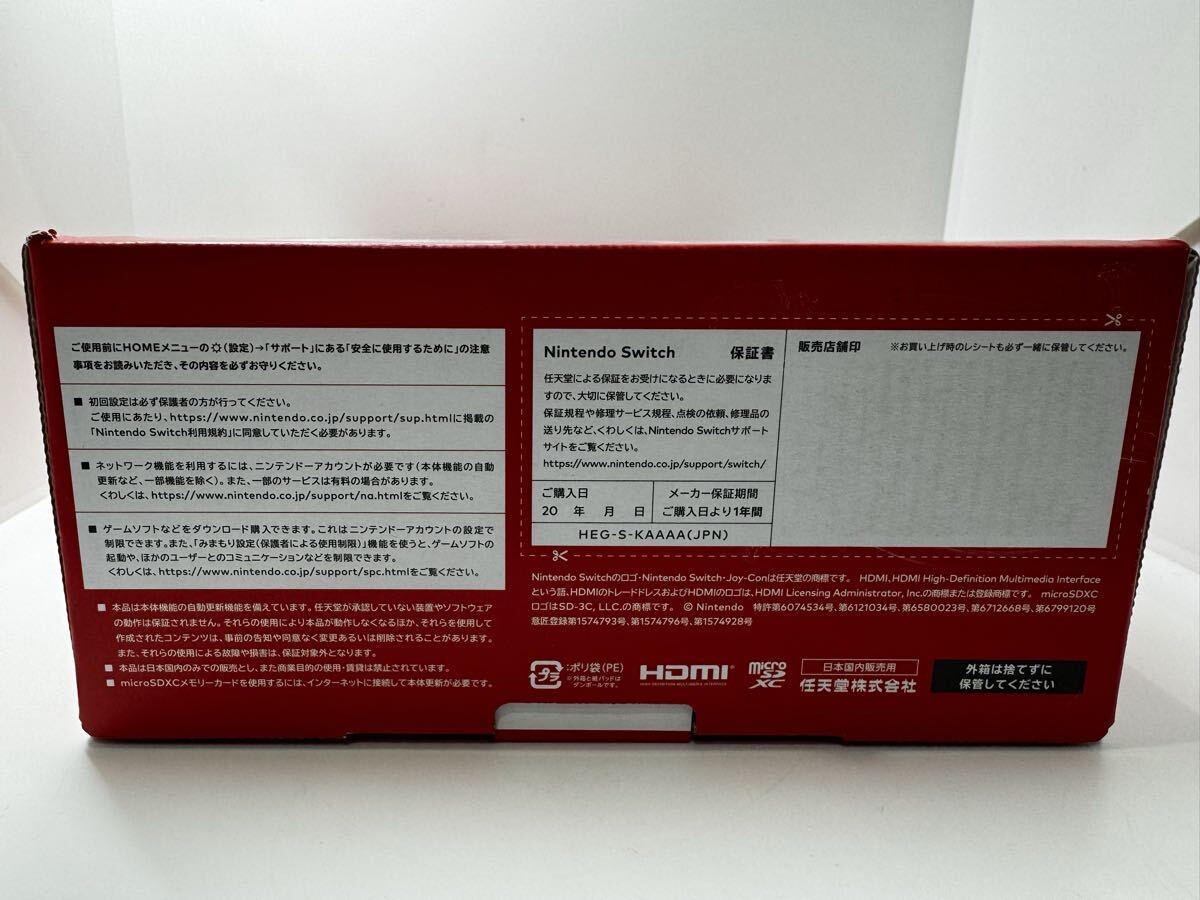 ご使用前にHOMEメニューの(設定)→「サポート」にある「安全に使用するために」の注意
事項をお読みいただき、その内容を必ずお守りください。
■ 初回設定は必ず保護者の方が行ってください。
ご使用にあたり、https://www.nintendo.co.jp/support/sup.htmlに掲載の
「Nintendo Switch利用規約」に同意していただく必要があります。
■ ネットワーク機能を利用するには、ニンテンドーアカウントが必要です(本体機能の自動
更新など、一部機能を除く)。また、一部のサービスは有料の場合があります。
くわしくは、https://www.nintendo.co.jp/support/na.htmlをご覧ください。
■ ゲームソフトなどをダウンロード購入できます。これはニンテンドーアカウントの設定で
制限できます。また、「みまもり設定(保護者による使用制限)」機能を使うと、ゲームソフトの
起動や、ほかのユーザーとのコミュニケーションなどを制限できます。
くわしくは、https://www.nintendo.co.jp/support/spc.htmlをご覧ください。
■ 本品は本体機能の自動更新機能を備えています。任天堂が承認していない装置やソフトウェア
の動作は保証されません。それらの使用により本品が動作しなくなるほか、それらを使用して
作成されたコンテンツは、事前の告知や同意なく変更あるいは削除されることがあります。
また、それらの使用による故障や損害は、保証対象外となります。
■ 本品は日本国内のみでの販売とし、また商業目的の使用・賃貸は禁止されています。
■ microSDXCメモリーカードを使用するには、インターネットに接続して本体更新が必要です。
Nintendo Switch 保証書
任天堂による保証をお受けになるときに必要になりま
すので、大切に保管してください。
保証規程や修理サービス規程、点検の依頼、修理品の
送り先など、くわしくは、Nintendo Switchサポート
サイトをご覧ください。
https://www.nintendo.co.jp/support/switch/
ご購入日
20 年 月 日
メーカー保証期間
ご購入日より1年間
HEG-S-KAAAA(JPN)
販売店舗印 ※お買い上げ時のレシートも必ず一緒に保管してください。
Nintendo Switchのロゴ・Nintendo Switch・Joy-Conは任天堂の商標です。 HDMI、HDMI High-Definition Multimedia Interface
という語、HDMIのトレードドレスおよびHDMIのロゴは、HDMI Licensing Administrator, Inc.の商標または登録商標です。 microSDXC
ロゴはSD-3C, LLC.の商標です。 © Nintendo 特許第6074534号、第6121034号、第6580023号、第6712668号、第6799120号
意匠登録第1574793号、第1574796号、第1574928号
プラ
:ポリ袋(PE)
※外箱と紙パッドは
ダンボールです。
HDMI
HIGH-DEFINITION MULTIMEDIA INTERFACE
micro
SD
XC
日本国内販売用
任天堂株式会社
外箱は捨てずに
保管してください